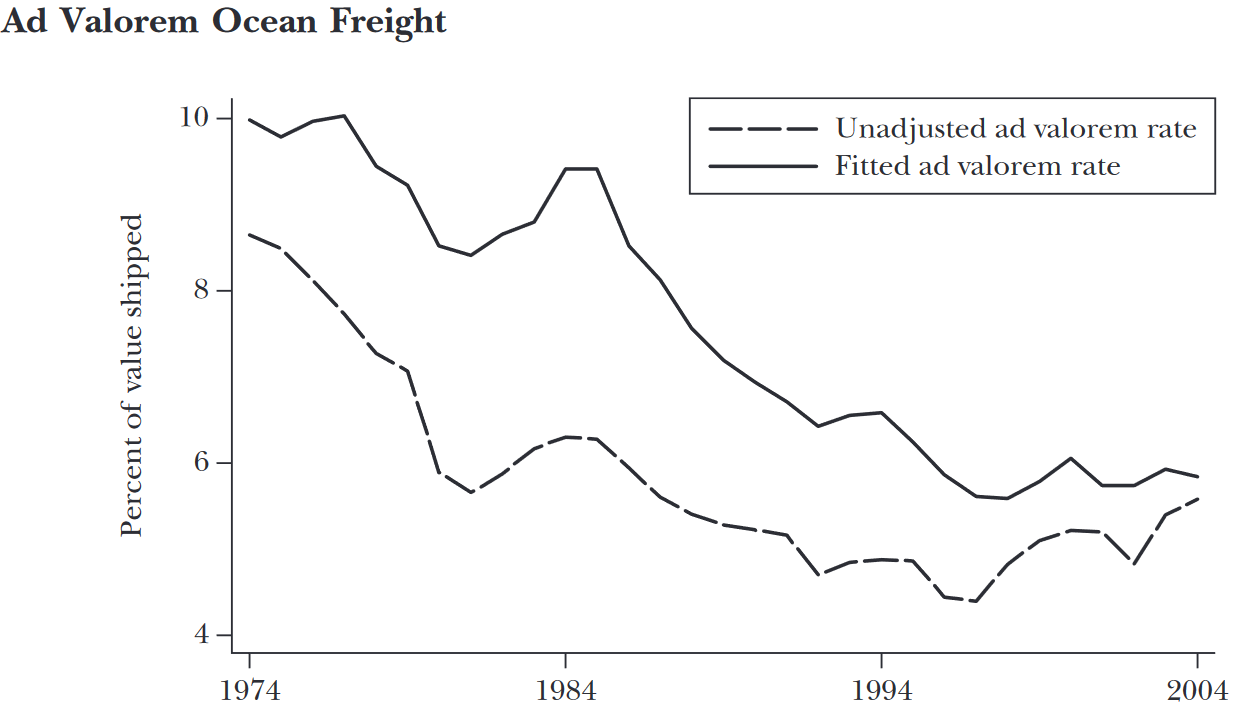 Ad Valorem Ocean Freight
Unadjusted ad valorem rate
Fitted ad valorem rate
Percent of value shipped
10
8
6
4
1974
1984
1994
2004